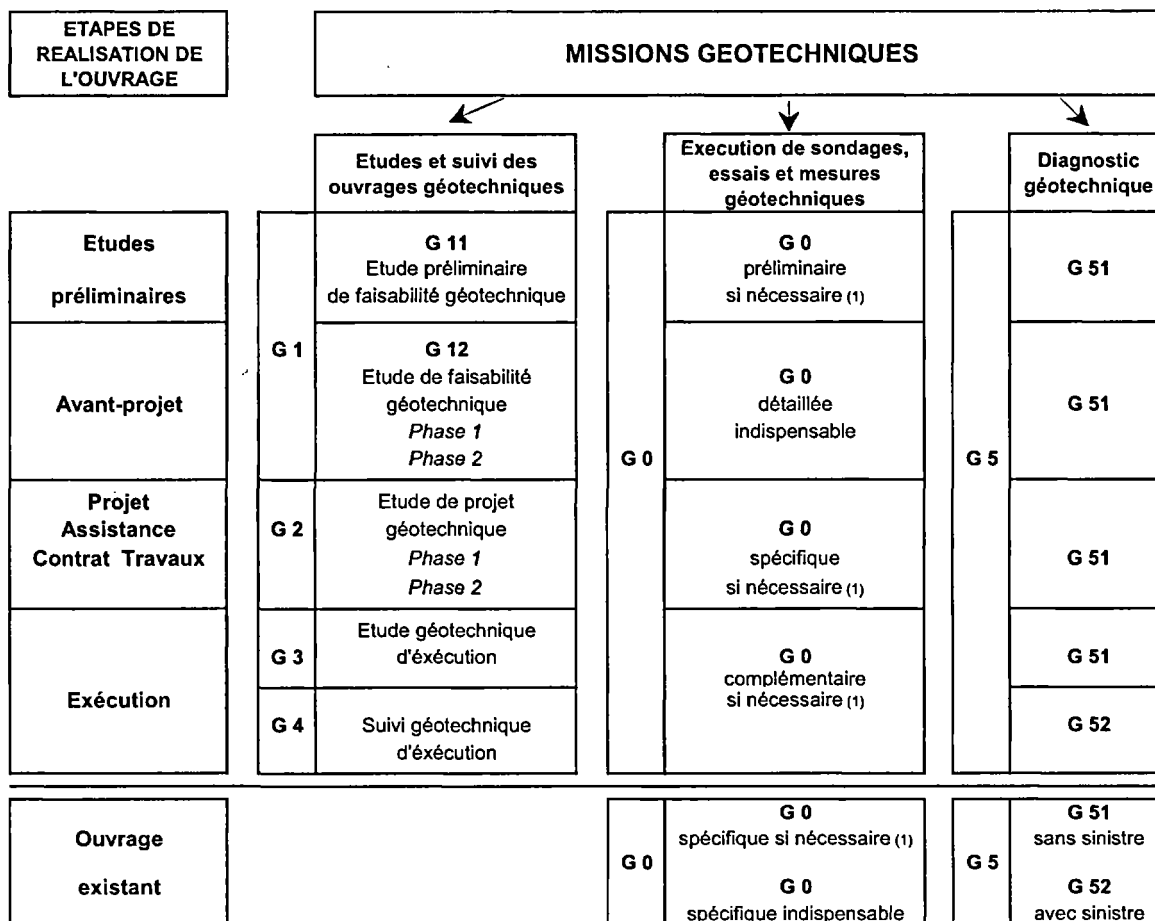 ETAPES DE
REALISATION DE
L'OUVRAGE
MISSIONS GEOTECHNIQUES
Etudes et suivi des
ouvrages géotechniques
Execution de sondages,
essais et mesures
géotechniques
Diagnostic
géotechnique
Etudes
préliminaires
G 1
G 11
Etude préliminaire
de faisabilité géotechnique
G 0
G 0
préliminaire
si nécessaire (1)
G 5
G 51
Avant-projet
G 12
Etude de faisabilité
géotechnique
Phase 1
Phase 2
G 0
détaillée
indispensable
G 51
Projet
Assistance
Contrat Travaux
G 2
Etude de projet
géotechnique
Phase 1
Phase 2
G 0
spécifique
si nécessaire (1)
G 51
Exécution
G 3
Etude géotechnique
d'éxécution
G 0
complémentaire
si nécessaire (1)
G 51
G 4
Suivi géotechnique
d'éxécution
G 52
Ouvrage
existant
G 0
G 0
spécifique si nécessaire (1)
G 0
spécifique indispensable
G 5
G 51
sans sinistre
G 52
avec sinistre